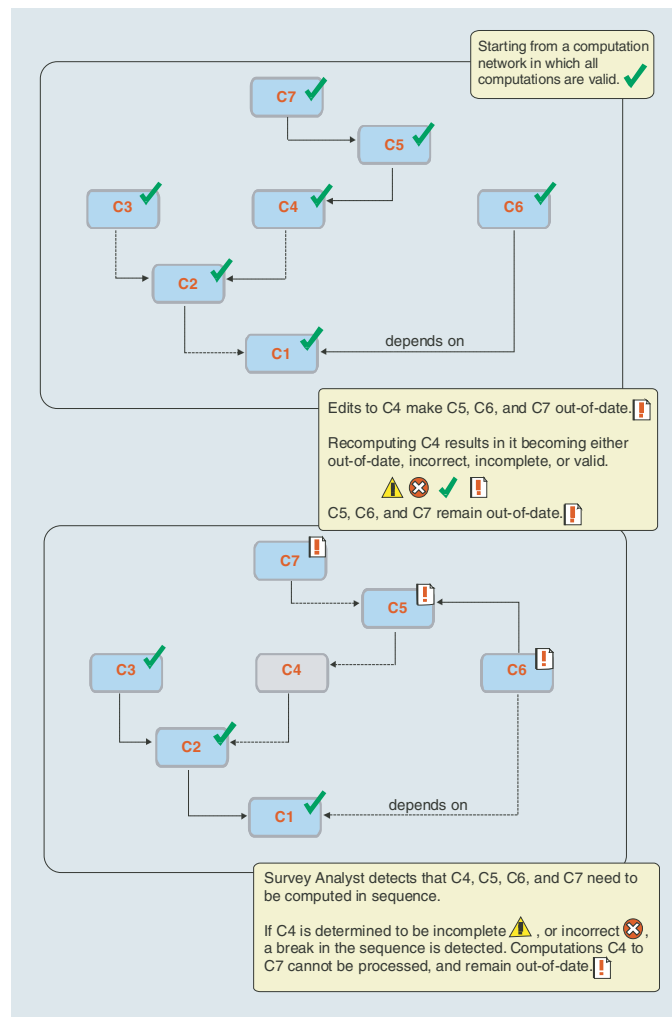 Starting from a computation
network in which all
computations are valid.
C7
C5
C3
C4
C6
C2
C1
depends on
Edits to C4 make C5, C6, and C7 out-of-date.
Recomputing C4 results in it becoming either
out-of-date, incorrect, incomplete, or valid.
C5, C6, and C7 remain out-of-date.
C7
C5
C3
C4
C6
C2
C1
depends on
Survey Analyst detects that C4, C5, C6, and C7 need to
be computed in sequence.
If C4 is determined to be incomplete , or incorrect ,
a break in the sequence is detected. Computations C4 to
C7 cannot be processed, and remain out-of-date.